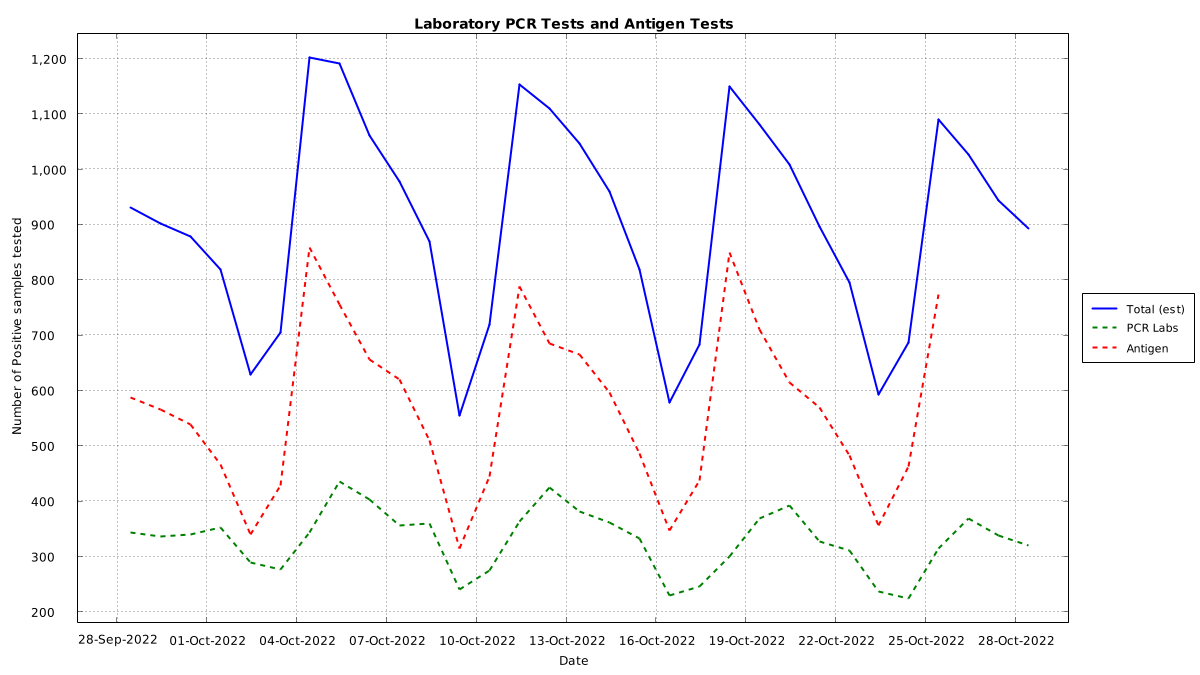 Laboratory PCR Tests and Antigen Tests
1,200
1,100
1,000
900
800
700
600
500
400
300
200
Number of Positive samples tested
28-Sep-2022 01-Oct-2022 04-Oct-2022 07-Oct-2022 10-Oct-2022 13-Oct-2022 16-Oct-2022 19-Oct-2022 22-Oct-2022 25-Oct-2022 28-Oct-2022
Date
Total (est)
PCR Labs
Antigen